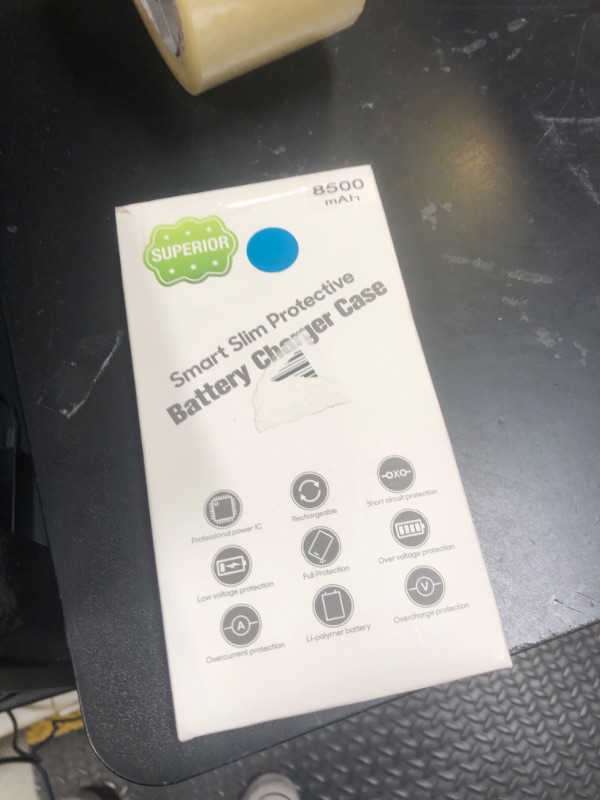 8500
mAh
SUPERIOR
Smart Slim Protective
Battery Charger Case
Professional power IC
Rechargeable
Short circuit protection
Low voltage protection
Full Protection
Over voltage protection
A
V
Overcurrent protection
Li-polymer battery
Overcharge protection